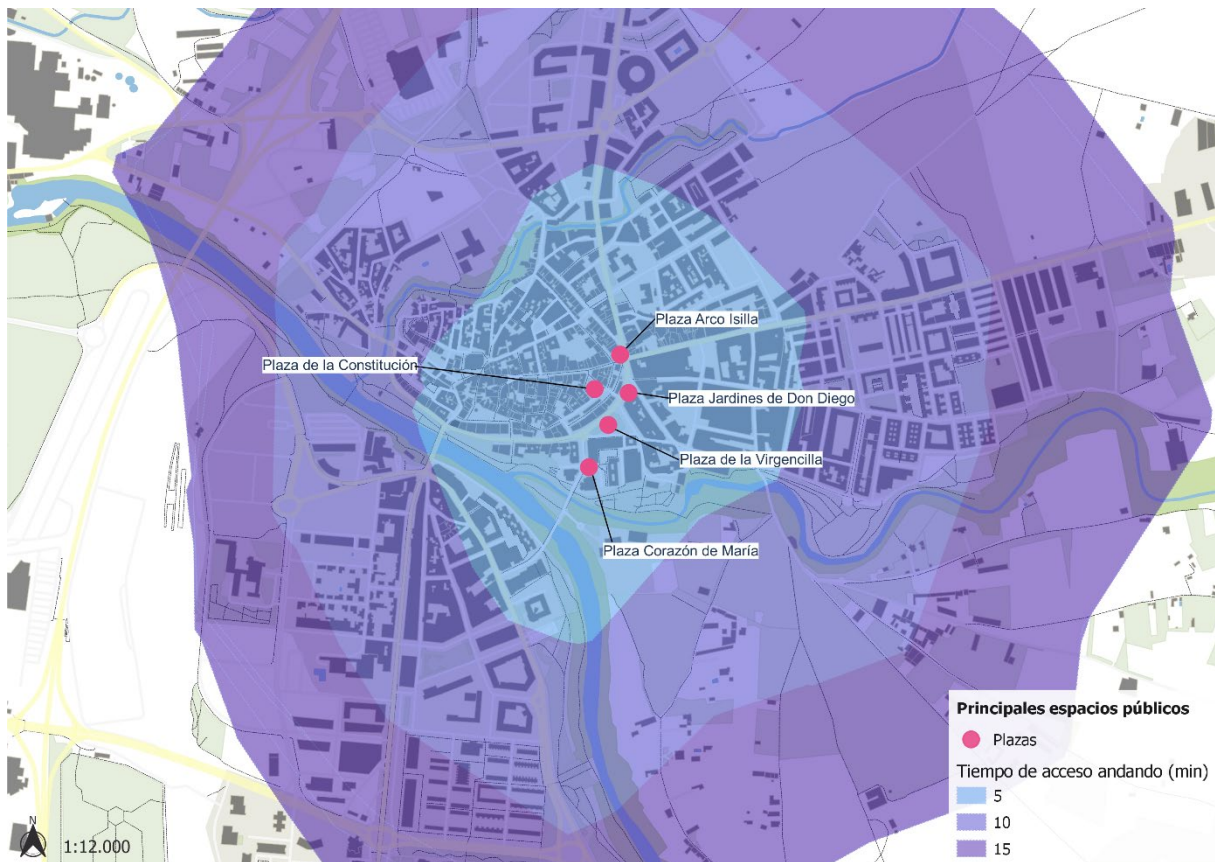 Plaza Arco Isilla
Plaza de la Constitución
Plaza Jardines de Don Diego
Plaza de la Virgencilla
Plaza Corazón de María
Principales espacios públicos
Plazas
Tiempo de acceso andando (min)
5
10
15
N
1:12.000